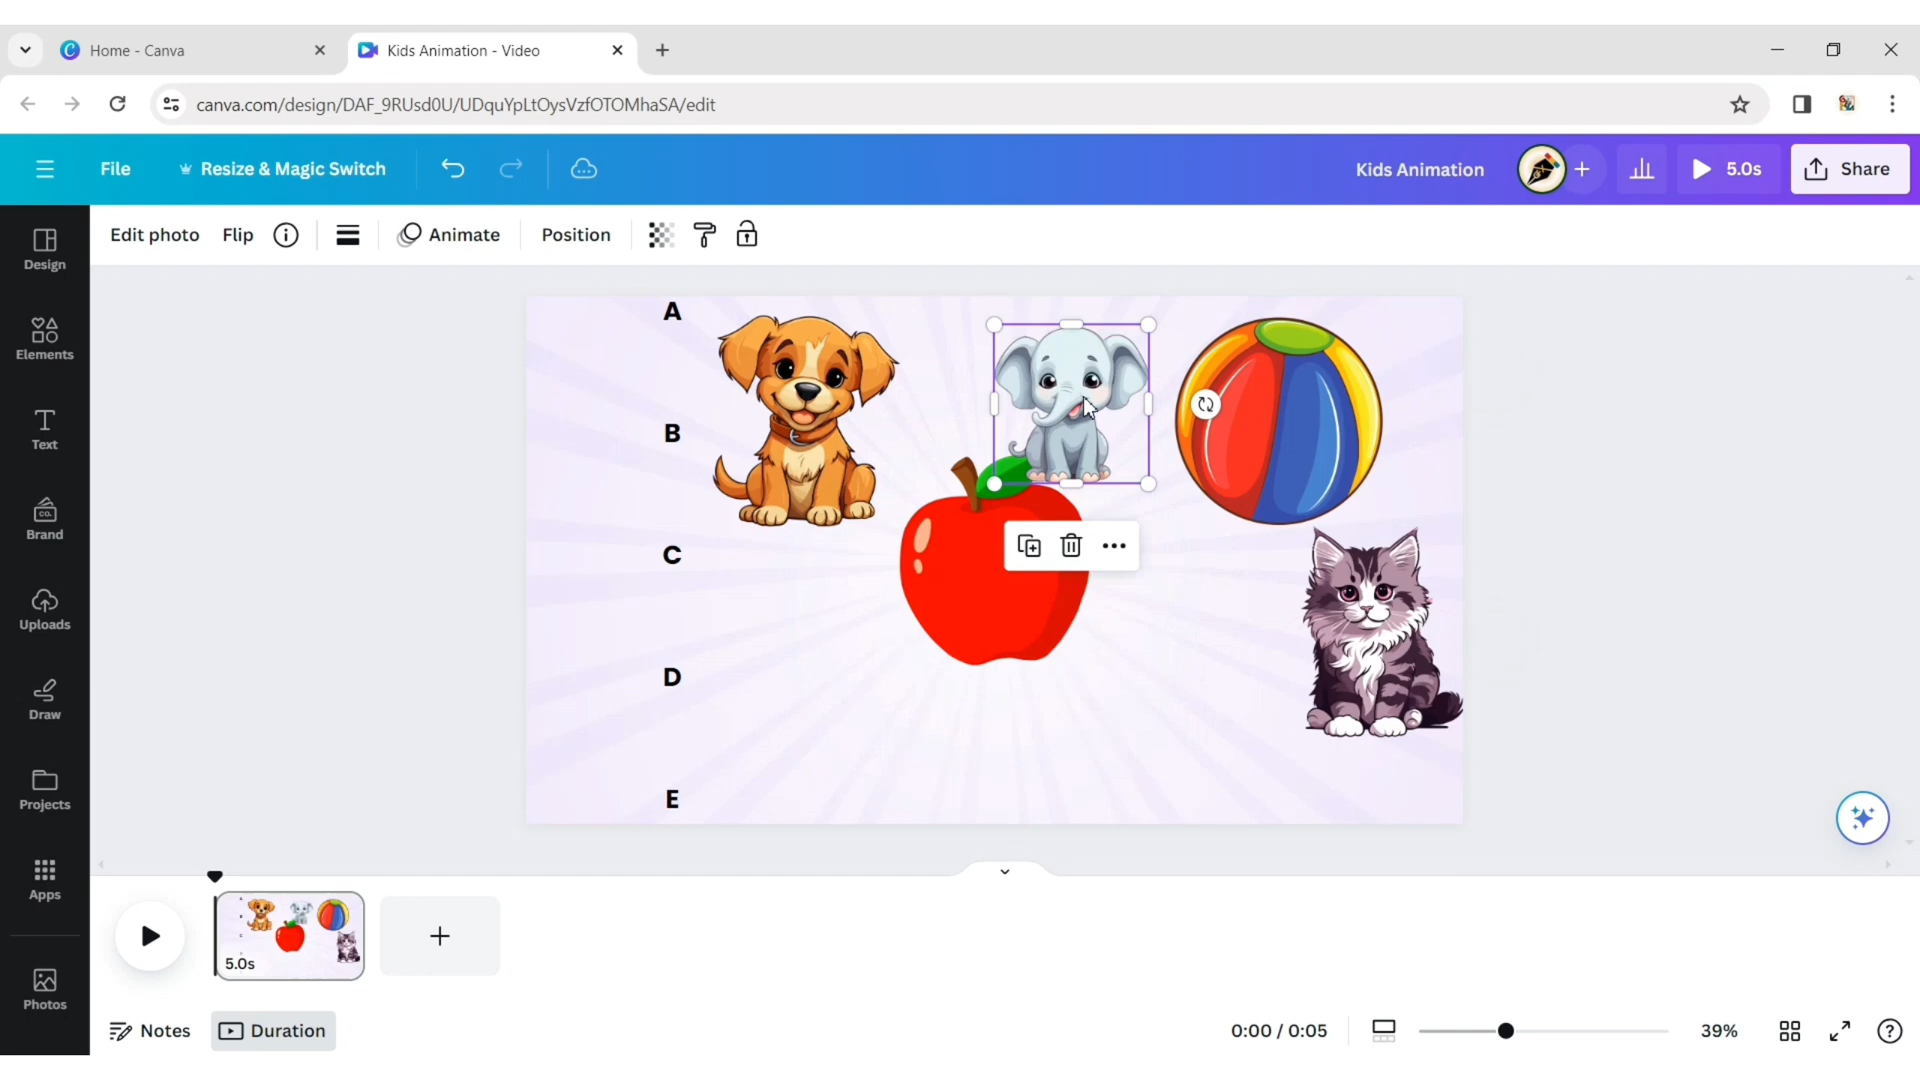 Home - Canva
Kids Animation - Video
canva.com/design/DAF_9RUsd0U/UDquYpLtOysVzfOTOMhaSA/edit
File
Resize & Magic Switch
Kids Animation
5.0s
Share
Edit photo
Flip
Animate
Position
Design
Elements
Text
CO.
Brand
Uploads
Draw
Projects
Apps
Photos
A
B
C
D
E
5.0s
Notes
Duration
0:00 / 0:05
39%